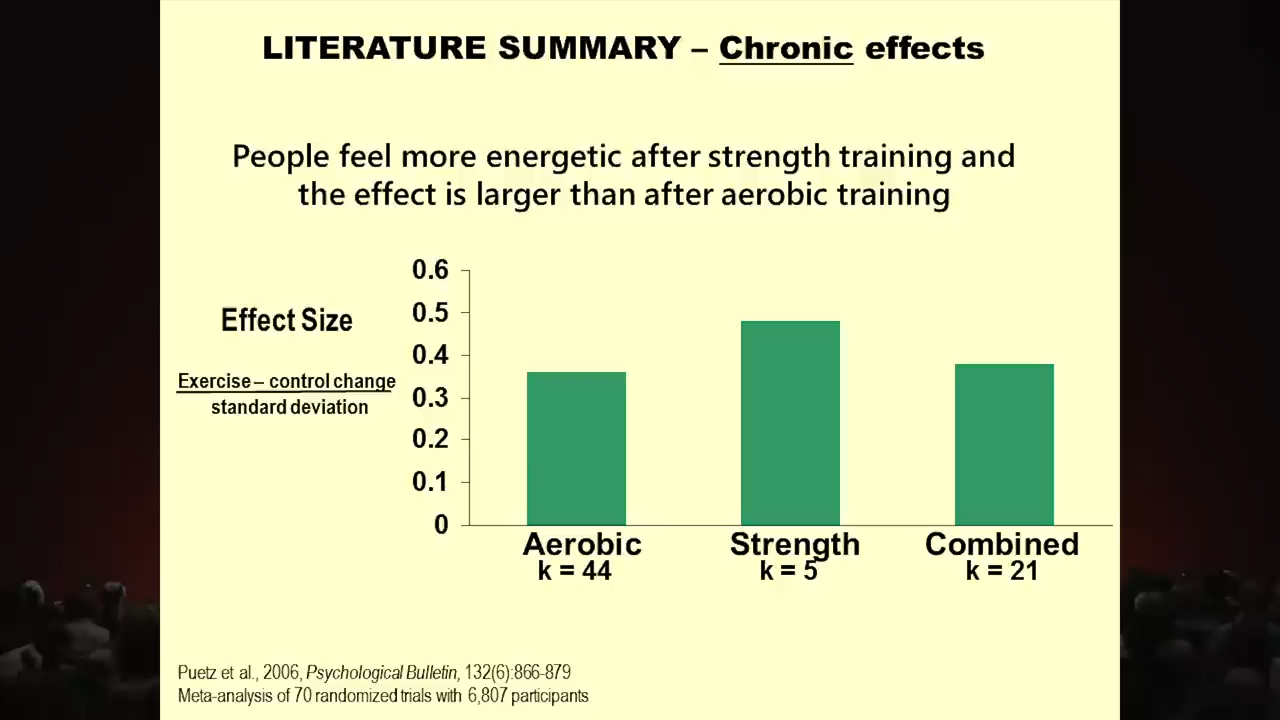 LITERATURE SUMMARY – Chronic effects
People feel more energetic after strength training and
the effect is larger than after aerobic training
Effect Size
Exercise – control change
standard deviation
0.6
0.5
0.4
0.3
0.2
0.1
0
Aerobic
k = 44
Strength
k = 5
Combined
k = 21
Puetz et al., 2006, Psychological Bulletin, 132(6):866-879
Meta-analysis of 70 randomized trials with 6,807 participants